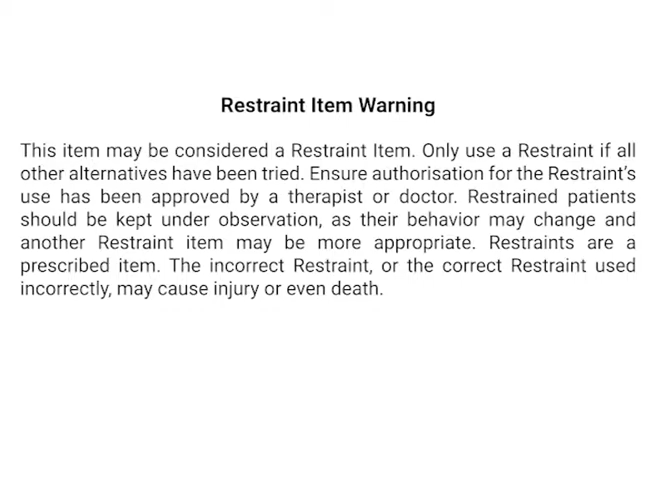 Restraint Item Warning
This item may be considered a Restraint Item. Only use a Restraint if all
other alternatives have been tried. Ensure authorisation for the Restraint's
use has been approved by a therapist or doctor. Restrained patients
should be kept under observation, as their behavior may change and
another Restraint item may be more appropriate. Restraints are a
prescribed item. The incorrect Restraint, or the correct Restraint used
incorrectly, may cause injury or even death.